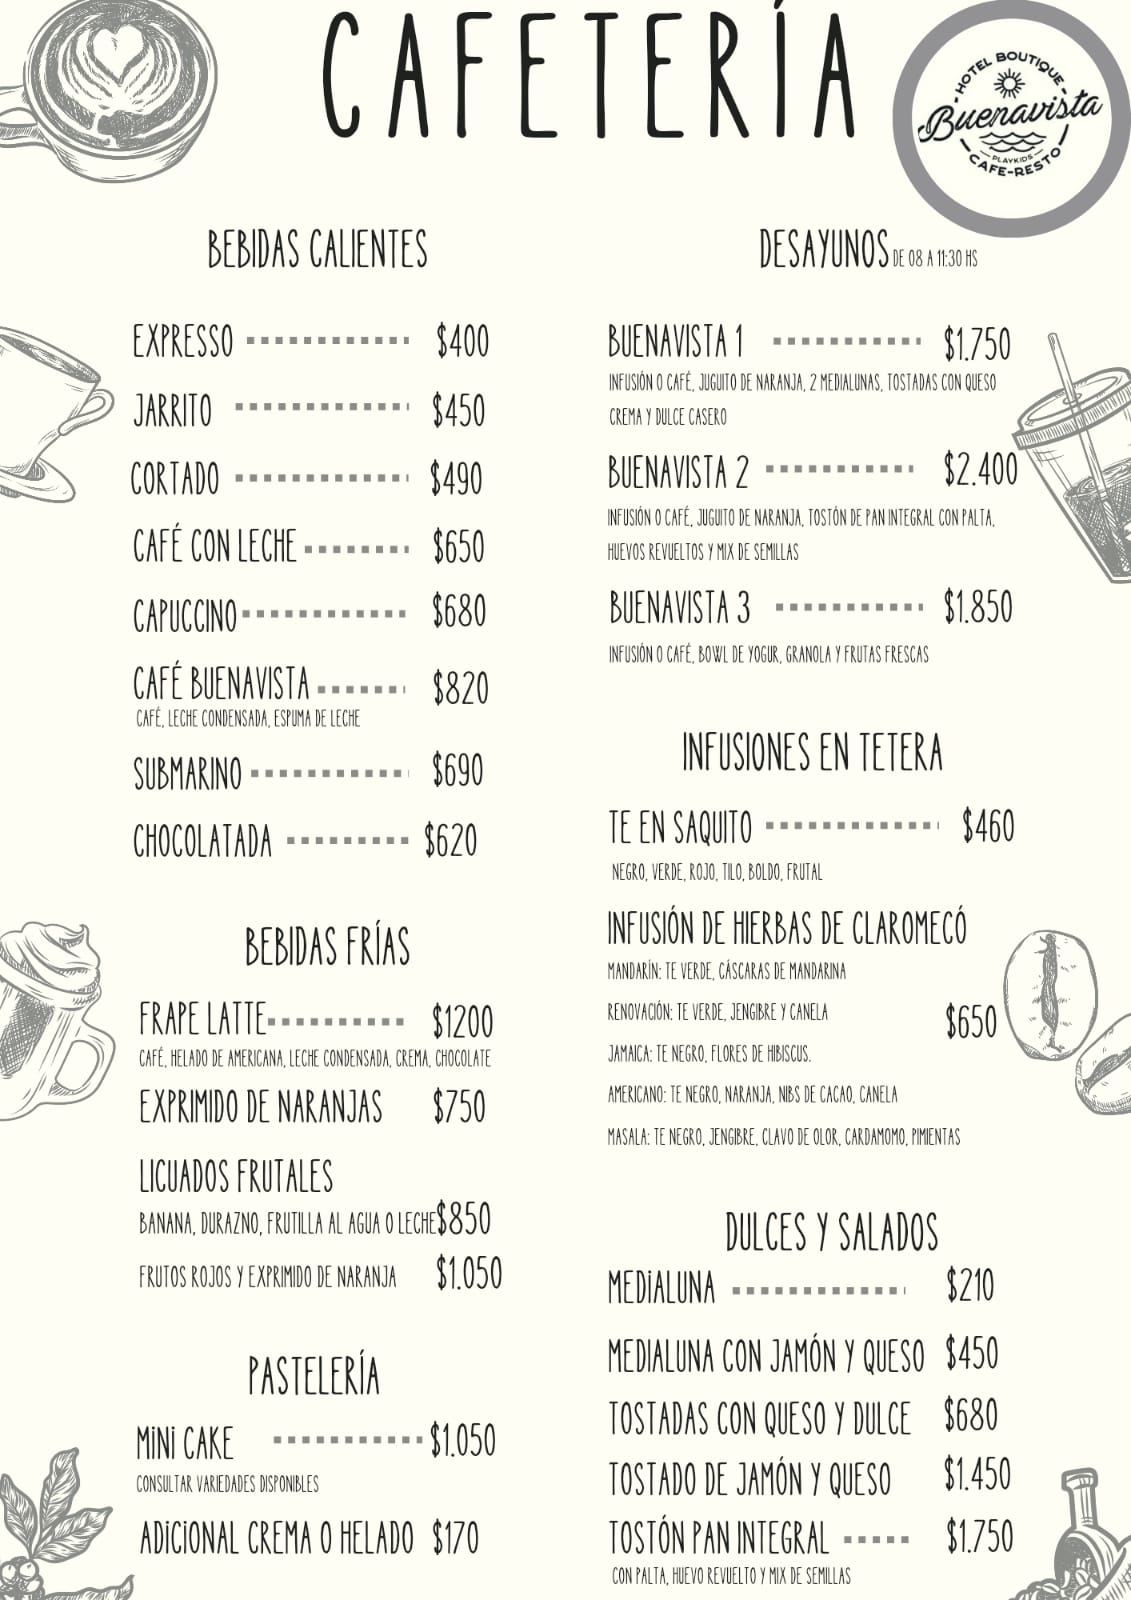 CAFETERÍA
HOTEL BOUTIQUE
Buenavista
PLAYKIDS
CAFE-RESTO
BEBIDAS CALIENTES
EXPRESSO $400
JARRITO $450
CORTADO $490
CAFÉ CON LECHE $650
CAPUCCINO $680
CAFÉ BUENAVISTA $820
CAFÉ, LECHE CONDENSADA, ESPUMA DE LECHE
SUBMARINO $690
CHOCOLATADA $620
BEBIDAS FRÍAS
FRAPE LATTE $1200
CAFÉ, HELADO DE AMERICANA, LECHE CONDENSADA, CREMA, CHOCOLATE
EXPRIMIDO DE NARANJAS $750
LICUADOS FRUTALES
BANANA, DURAZNO, FRUTILLA AL AGUA O LECHE $850
FRUTOS ROJOS Y EXPRIMIDO DE NARANJA $1.050
PASTELERÍA
MINI CAKE $1.050
CONSULTAR VARIEDADES DISPONIBLES
ADICIONAL CREMA O HELADO $170
DESAYUNOS DE 08 A 11:30 HS
BUENAVISTA 1 $1.750
INFUSIÓN O CAFÉ, JUGUITO DE NARANJA, 2 MEDIALUNAS, TOSTADAS CON QUESO
CREMA Y DULCE CASERO
BUENAVISTA 2 $2.400
INFUSIÓN O CAFÉ, JUGUITO DE NARANJA, TOSTÓN DE PAN INTEGRAL CON PALTA,
HUEVOS REVUELTOS Y MIX DE SEMILLAS
BUENAVISTA 3 $1.850
INFUSIÓN O CAFÉ, BOWL DE YOGUR, GRANOLA Y FRUTAS FRESCAS
INFUSIONES EN TETERA
TE EN SAQUITO $460
NEGRO, VERDE, ROJO, TILO, BOLDO, FRUTAL
INFUSIÓN DE HIERBAS DE CLAROMECÓ
MANDARÍN: TE VERDE, CÁSCARAS DE MANDARINA
RENOVACIÓN: TE VERDE, JENGIBRE Y CANELA $650
JAMAICA: TE NEGRO, FLORES DE HIBISCUS.
AMERICANO: TE NEGRO, NARANJA, NIBS DE CACAO, CANELA
MASALA: TE NEGRO, JENGIBRE, CLAVO DE OLOR, CARDAMOMO, PIMIENTAS
DULCES Y SALADOS
MEDIALUNA $210
MEDIALUNA CON JAMÓN Y QUESO $450
TOSTADAS CON QUESO Y DULCE $680
TOSTADO DE JAMÓN Y QUESO $1.450
TOSTÓN PAN INTEGRAL $1.750
CON PALTA, HUEVO REVUELTO Y MIX DE SEMILLAS